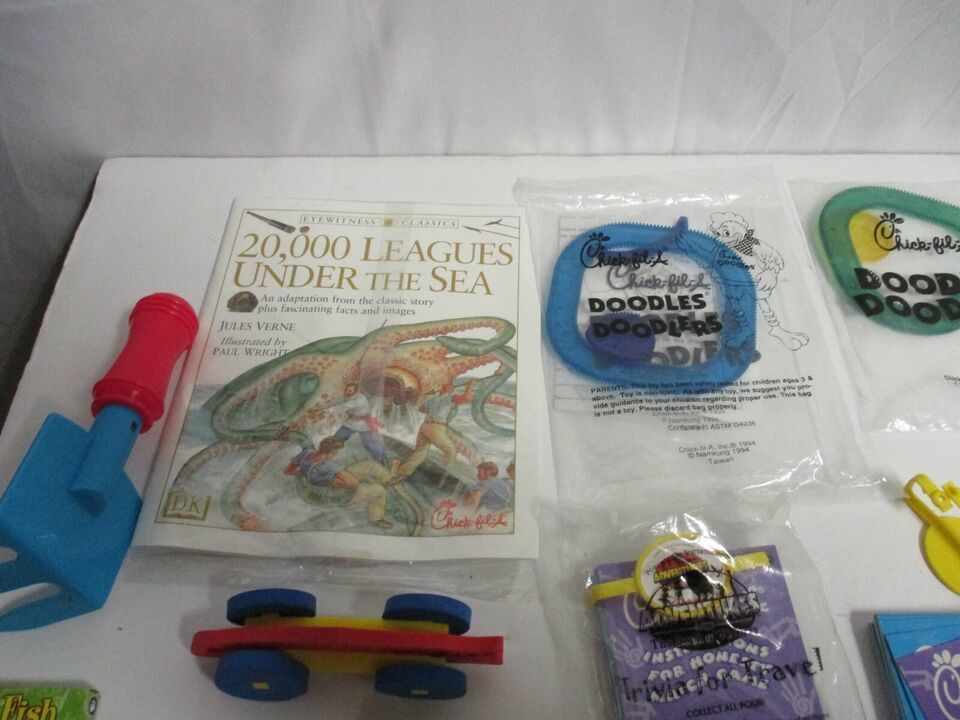 EYEWITNESS CLASSICS
20,000 LEAGUES
UNDER THE SEA
An adaptation from the classic story
plus fascinating facts and images
JULES VERNE
Illustrated by
PAUL WRIGHT
DK
Chick-fil-A
Chick-fil-A
Chick-fil-A
Doodles
DOODLES
DOODLERS
PARENTS: This toy has been safety tested for children ages 3 &
above. Toy is non-toxic. As with any toy, we suggest you pro-
vide guidance to your children regarding proper use. This bag
is not a toy. Please discard bag properly.
© Namkung 1994
Conforms to ASTM D4236
Chick-fil-A, Inc.® 1994
© Namkung 1994
Taiwan
Chick-fil-A
DOOD
DOOD
ADVENTURES
INSTRUCTIONS
FOR HONEST
Trivia for Travel
COLLECT ALL FOUR!
Fish